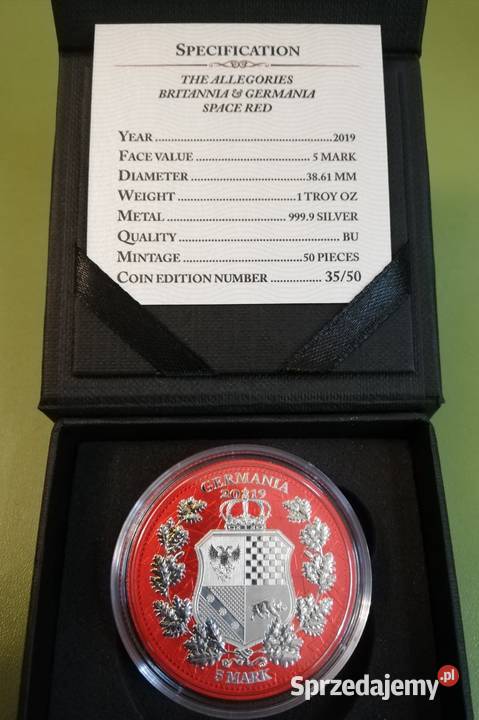 SPECIFICATION
THE ALLEGORIES
BRITANNIA & GERMANIA
SPACE RED
YEAR ........................................................ 2019
FACE VALUE ..................................... 5 MARK
DIAMETER ..................................... 38.61 MM
WEIGHT ......................................... 1 TROY OZ
METAL ................................... 999.9 SILVER
QUALITY ..................................................... BU
MINTAGE ...................................... 50 PIECES
COIN EDITION NUMBER ................ 35/50
GERMANIA
2019
5 MARK
Sprzedajemy.pl